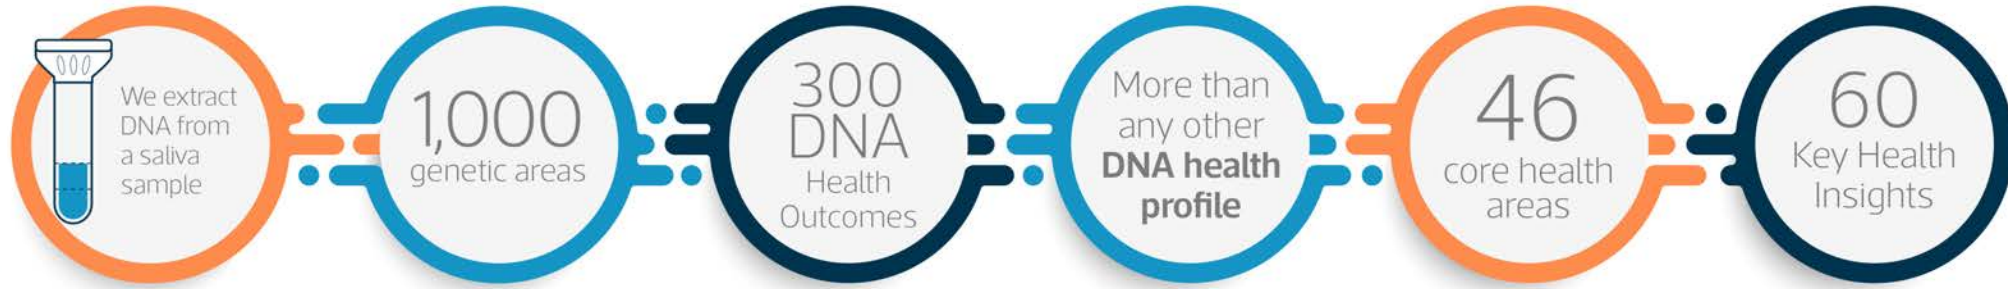 We extract
DNA from
a saliva
sample
1,000
genetic areas
300
DNA
Health
Outcomes
More than
any other
DNA health
profile
46
core health
areas
60
Key Health
Insights